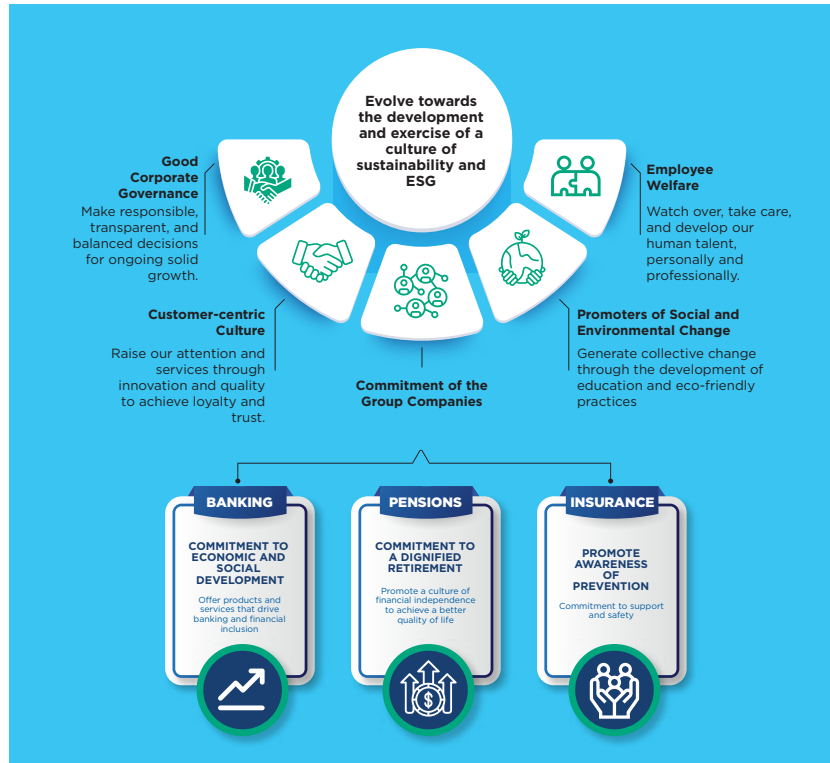 Evolve towards
the development
and exercise of a
culture of
sustainability and
ESG
Good
Corporate
Governance
Make responsible,
transparent, and
balanced decisions
for ongoing solid
growth.
Customer-centric
Culture
Raise our attention and
services through
innovation and quality
to achieve loyalty and
trust.
Commitment of the
Group Companies
Promoters of Social and
Environmental Change
Generate collective change
through the development of
education and eco-friendly
practices
Employee
Welfare
Watch over, take care,
and develop our
human talent,
personally and
professionally.
BANKING
COMMITMENT TO
ECONOMIC AND
SOCIAL
DEVELOPMENT
Offer products and
services that drive
banking and financial
inclusion
PENSIONS
COMMITMENT TO
A DIGNIFIED
RETIREMENT
Promote a culture of
financial independence
to achieve a better
quality of life
$
INSURANCE
PROMOTE
AWARENESS
OF
PREVENTION
Commitment to support
and safety